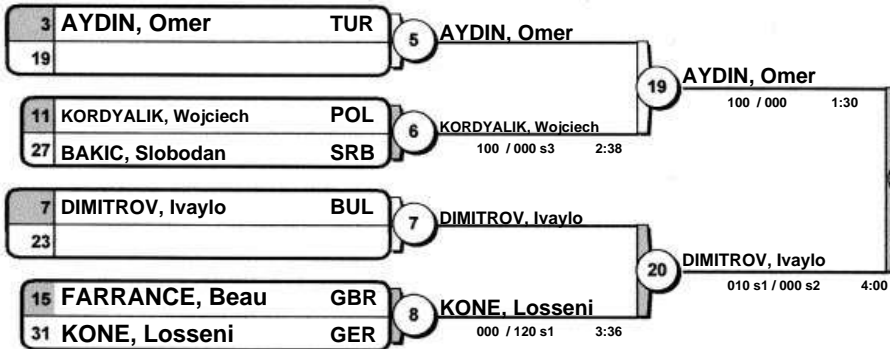 3 AYDIN, Omer TUR
19
5 AYDIN, Omer
11 KORDYALIK, Wojciech POL
27 BAKIC, Slobodan SRB
6 KORDYALIK, Wojciech
100 / 000 s3 2:38
19 AYDIN, Omer
100 / 000 1:30
7 DIMITROV, Ivaylo BUL
23
7 DIMITROV, Ivaylo
15 FARRANCE, Beau GBR
31 KONE, Losseni GER
8 KONE, Losseni
000 / 120 s1 3:36
20 DIMITROV, Ivaylo
010 s1 / 000 s2 4:00